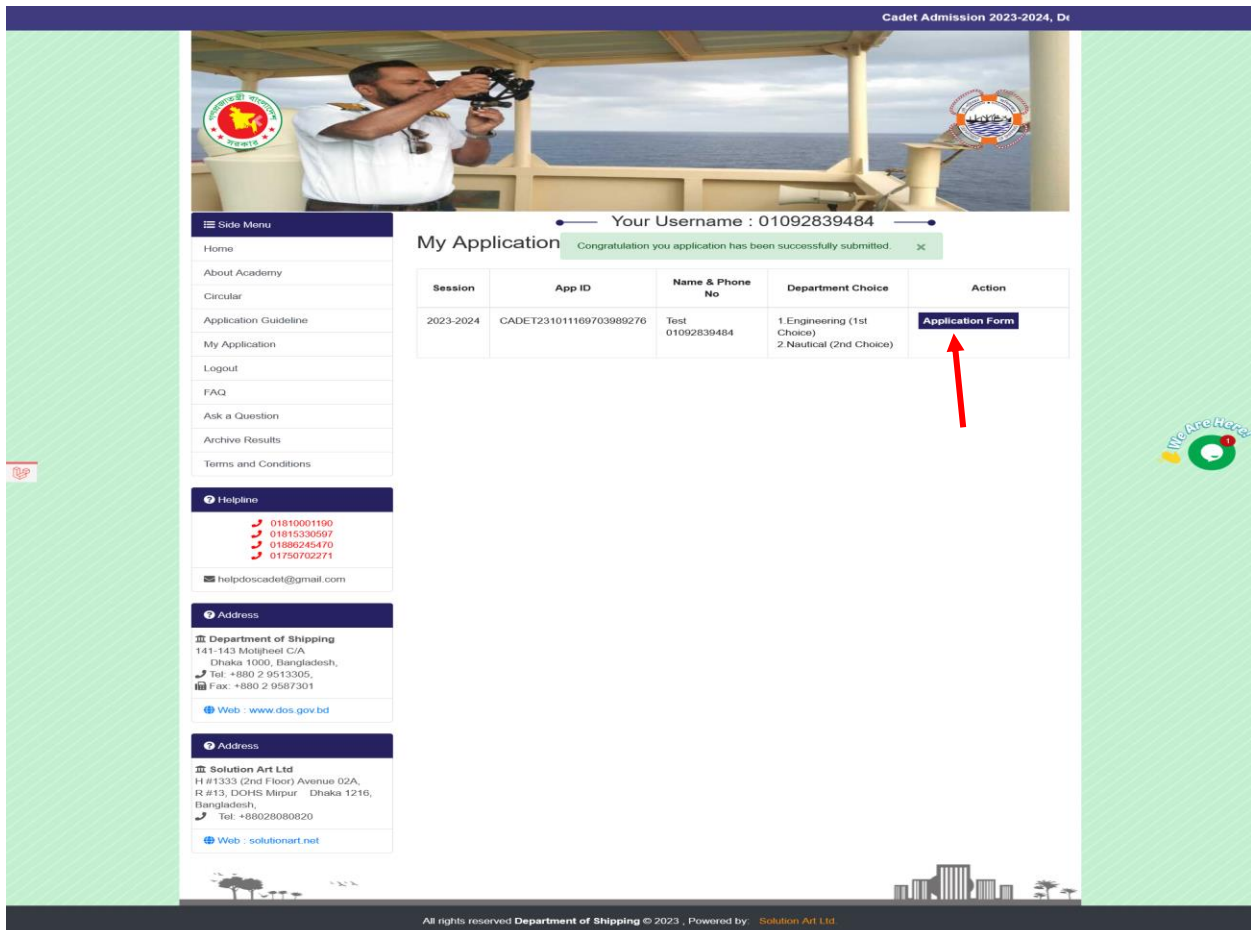 Cadet Admission 2023-2024, De
Your Username : 01092839484
Side Menu
Home
About Academy
Circular
Application Guideline
My Application
Logout
FAQ
Ask a Question
Archive Results
Terms and Conditions
Helpline
01810001190
01815330597
01886245470
01750702271
helpdoscadet@gmail.com
Address
Department of Shipping
141-143 Motijheel C/A
Dhaka 1000, Bangladesh,
Tel: +880 2 9513305,
Fax: +880 2 9587301
Web : www.dos.gov.bd
Address
Solution Art Ltd
H #1333 (2nd Floor) Avenue 02A,
R #13, DOHS Mirpur Dhaka 1216,
Bangladesh,
Tel: +88028080820
Web : solutionart.net
My Application
Congratulation you application has been successfully submitted. ×
Session App ID Name & Phone No Department Choice Action
2023-2024 CADET231011169703989276 Test 1.Engineering (1st Application Form
01092839484 Choice)
2.Nautical (2nd Choice)
We Are Here!
1
All rights reserved Department of Shipping © 2023 , Powered by: Solution Art Ltd.